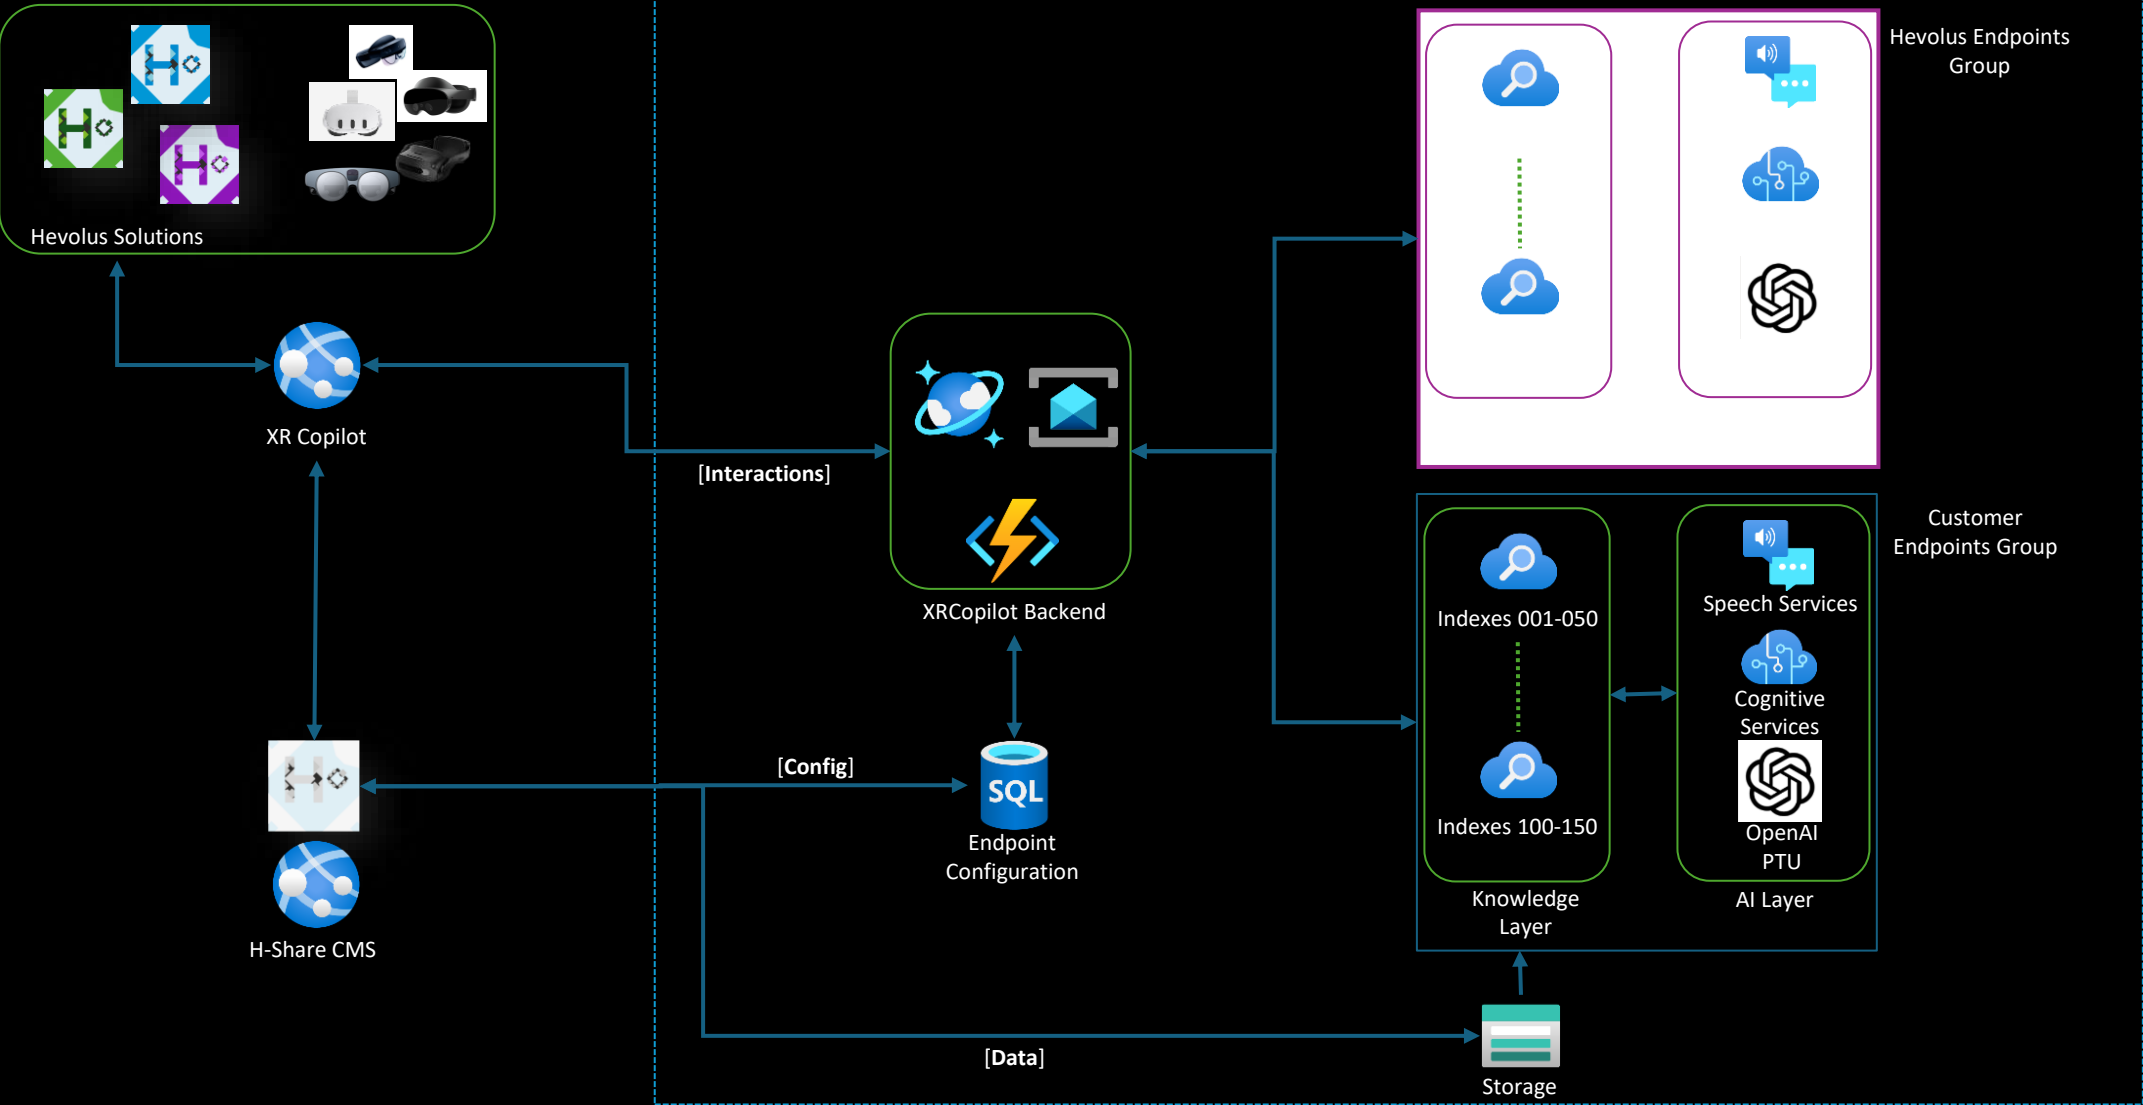 Hevolus Solutions
XR Copilot
H-Share CMS
[Interactions]
XRCopilot Backend
[Config]
SQL
Endpoint
Configuration
[Data]
Hevolus Endpoints
Group
Customer
Endpoints Group
Indexes 001-050
Indexes 100-150
Knowledge
Layer
Speech Services
Cognitive
Services
OpenAI
PTU
AI Layer
Storage